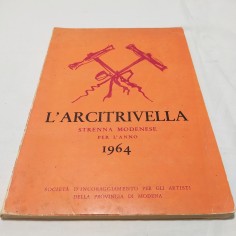 L'ARCITRIVELLA
STRENNA MODENESE
PER L'ANNO
1964
SOCIETÀ D'INCORAGGIAMENTO PER GLI ARTISTI
DELLA PROVINCIA DI MODENA